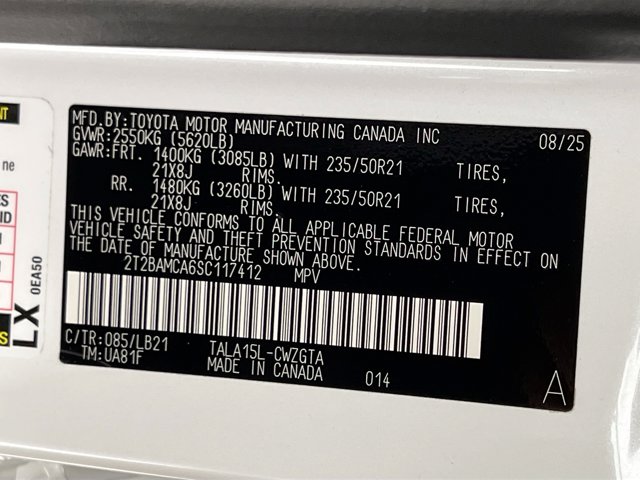 MFD.BY:TOYOTA MOTOR MANUFACTURING CANADA INC 08/25
GVWR:2550KG (5620LB)
GAWR:FRT. 1400KG (3085LB) WITH 235/50R21 TIRES,
21X8J RIMS.
RR. 1480KG (3260LB) WITH 235/50R21 TIRES,
21X8J RIMS.
THIS VEHICLE CONFORMS TO ALL APPLICABLE FEDERAL MOTOR
VEHICLE SAFETY AND THEFT PREVENTION STANDARDS IN EFFECT ON
THE DATE OF MANUFACTURE SHOWN ABOVE.
2T2BAMCA6SC117412 MPV
C/TR:085/LB21 TALA15L-CWZGTA
TM:UA81F MADE IN CANADA 014
A
ne
LX
0EA50